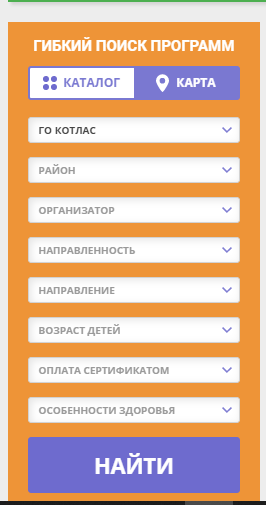 ГИБКИЙ ПОИСК ПРОГРАММ
КАТАЛОГ
КАРТА
ГО КОТЛАС
РАЙОН
ОРГАНИЗАТОР
НАПРАВЛЕННОСТЬ
НАПРАВЛЕНИЕ
ВОЗРАСТ ДЕТЕЙ
ОПЛАТА СЕРТИФИКАТОМ
ОСОБЕННОСТИ ЗДОРОВЬЯ
НАЙТИ